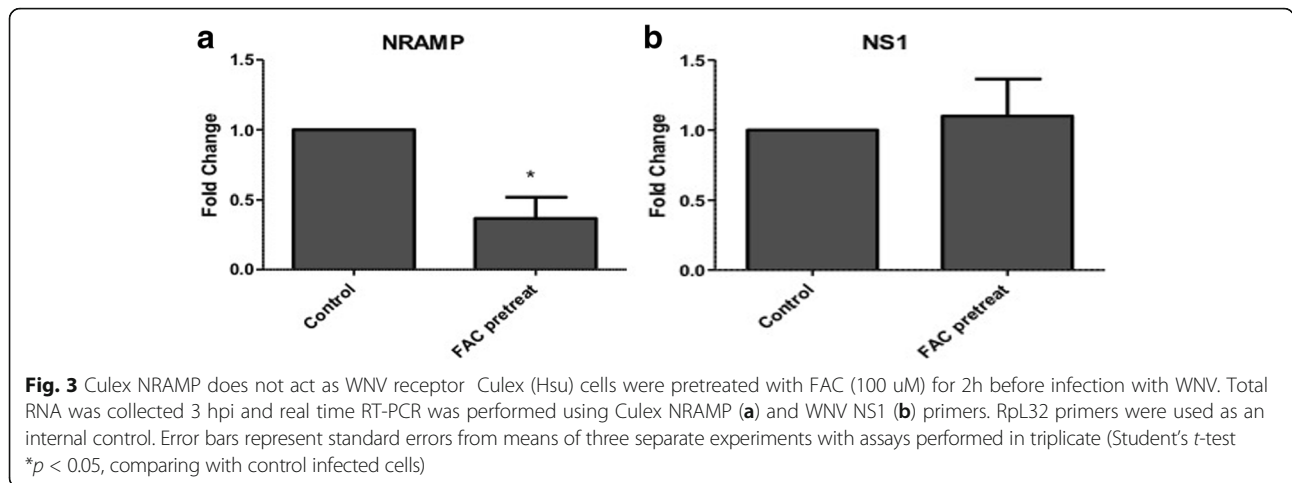 a
NRAMP
1.5
1.0
0.5
0.0
Fold Change
*
Control
FAC pretreat
b
NS1
1.5
1.0
0.5
0.0
Fold Change
Control
FAC pretreat
Fig. 3 Culex NRAMP does not act as WNV receptor Culex (Hsu) cells were pretreated with FAC (100 uM) for 2h before infection with WNV. Total
RNA was collected 3 hpi and real time RT-PCR was performed using Culex NRAMP (a) and WNV NS1 (b) primers. RpL32 primers were used as an
internal control. Error bars represent standard errors from means of three separate experiments with assays performed in triplicate (Student's t-test
*p < 0.05, comparing with control infected cells)